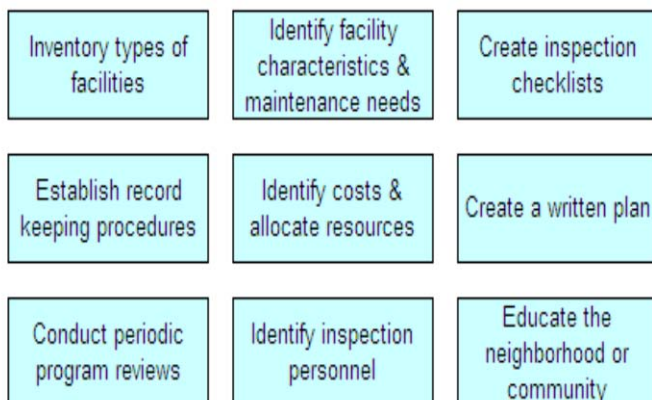 Inventory types of
facilities
Identify facility
characteristics &
maintenance needs
Create inspection
checklists
Establish record
keeping procedures
Identify costs &
allocate resources
Create a written plan
Conduct periodic
program reviews
Identify inspection
personnel
Educate the
neighborhood or
community